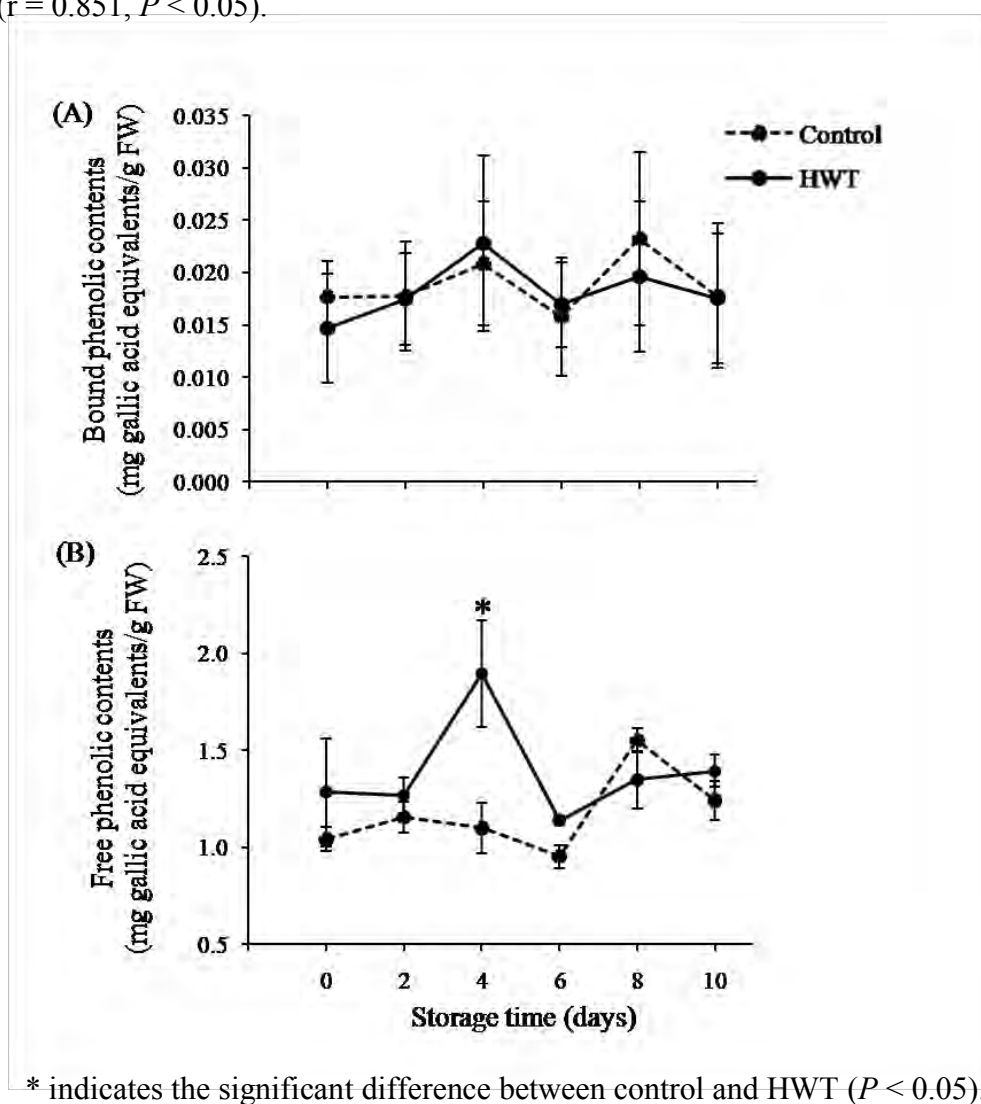 (r = 0.851, P < 0.05).
(A)
Bound phenolic contents
(mg gallic acid equivalents/g FW)
0.035
0.030
0.025
0.020
0.015
0.010
0.005
0.000
Control
HWT
(B)
Free phenolic contents
(mg gallic acid equivalents/g FW)
2.5
2.0
1.5
1.0
0.5
*
0 2 4 6 8 10
Storage time (days)
* indicates the significant difference between control and HWT (P < 0.05)